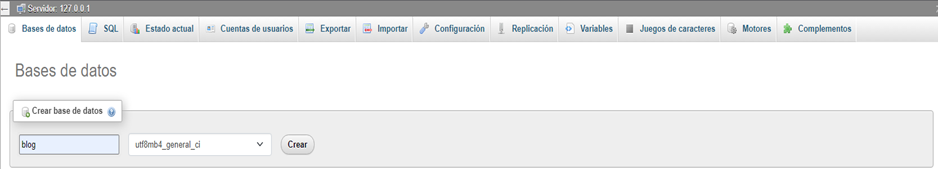 Servidor: 127.0.0.1
Bases de datos SQL Estado actual Cuentas de usuarios Exportar Importar Configuración Replicación Variables Juegos de caracteres Motores Complementos
Bases de datos
Crear base de datos
blog utf8mb4_general_ci Crear